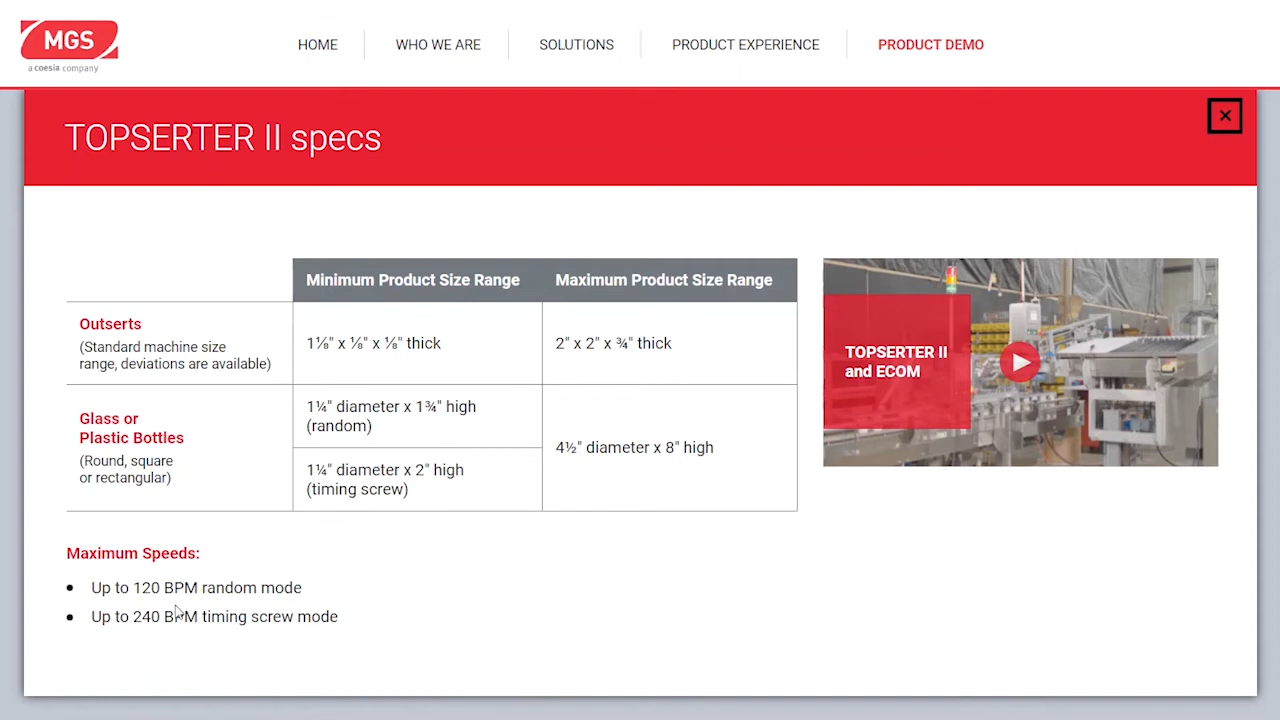 MGS
a coesia company
HOME
WHO WE ARE
SOLUTIONS
PRODUCT EXPERIENCE
PRODUCT DEMO
TOPSERTER II specs
Minimum Product Size Range
Maximum Product Size Range
Outserts
(Standard machine size
range, deviations are available)
1⅛" x ⅛" x ⅛" thick
2" x 2" x ¾" thick
Glass or
Plastic Bottles
(Round, square
or rectangular)
1¼" diameter x 1¾" high
(random)
1¼" diameter x 2" high
(timing screw)
4½" diameter x 8" high
TOPSERTER II
and ECOM
Maximum Speeds:
• Up to 120 BPM random mode
• Up to 240 BPM timing screw mode